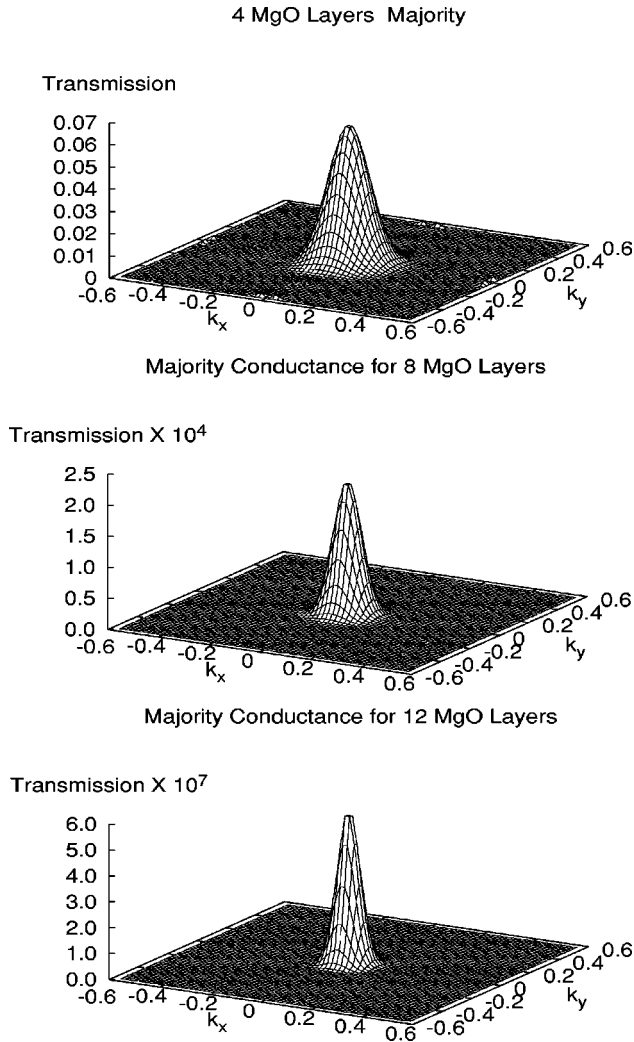 4 MgO Layers Majority
Transmission
0.07
0.06
0.05
0.04
0.03
0.02
0.01
0
-0.6 -0.4 -0.2 0 0.2 0.4 0.6
kx
-0.6 -0.4 -0.2 0 0.2 0.4 0.6
ky
Majority Conductance for 8 MgO Layers
Transmission X 10⁴
2.5
2.0
1.5
1.0
0.5
0.0
-0.6 -0.4 -0.2 0 0.2 0.4 0.6
kx
-0.6 -0.4 -0.2 0 0.2 0.4 0.6
ky
Majority Conductance for 12 MgO Layers
Transmission X 10⁷
6.0
5.0
4.0
3.0
2.0
1.0
0.0
-0.6 -0.4 -0.2 0 0.2 0.4 0.6
kx
-0.6 -0.4 -0.2 0 0.2 0.4 0.6
ky